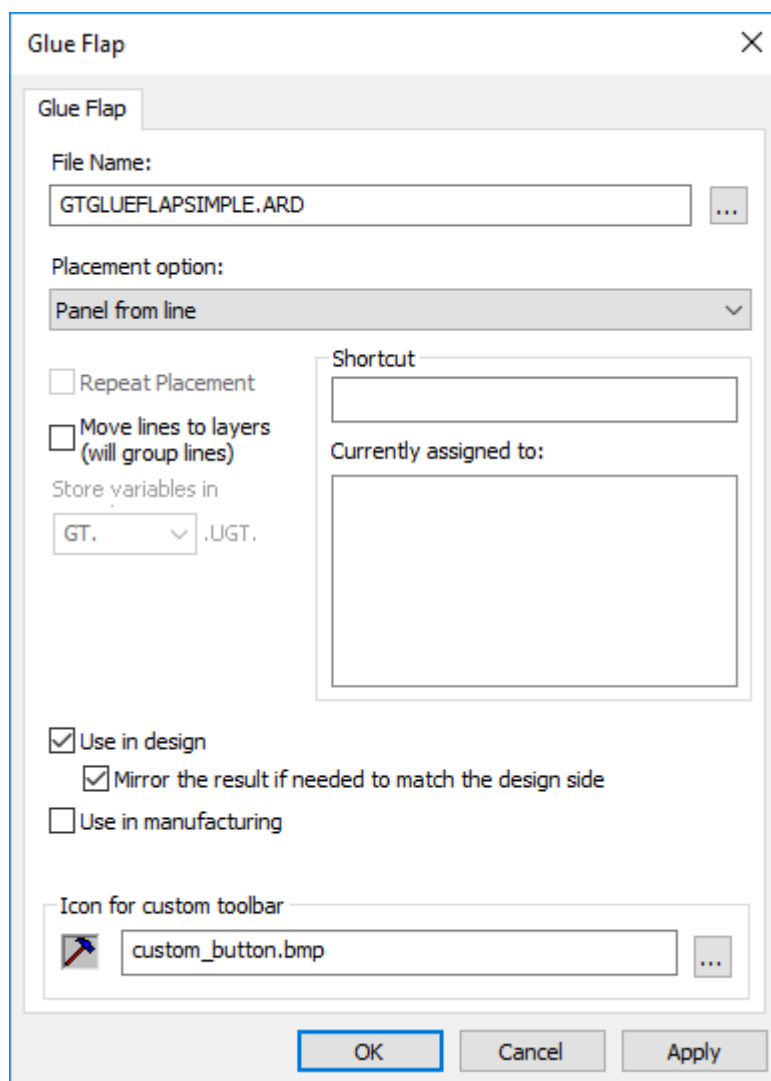 Glue Flap
Glue Flap
File Name:
GTGLUEFLAPSIMPLE.ARD
...
Placement option:
Panel from line
Repeat Placement
Move lines to layers
(will group lines)
Store variables in
GT.
.UGT.
Shortcut
Currently assigned to:
Use in design
Mirror the result if needed to match the design side
Use in manufacturing
Icon for custom toolbar
custom_button.bmp
...
OK
Cancel
Apply